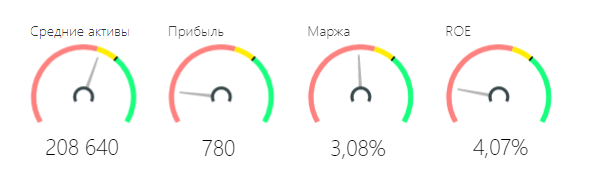 Средние активы
Прибыль
Маржа
ROE
208 640
780
3,08%
4,07%